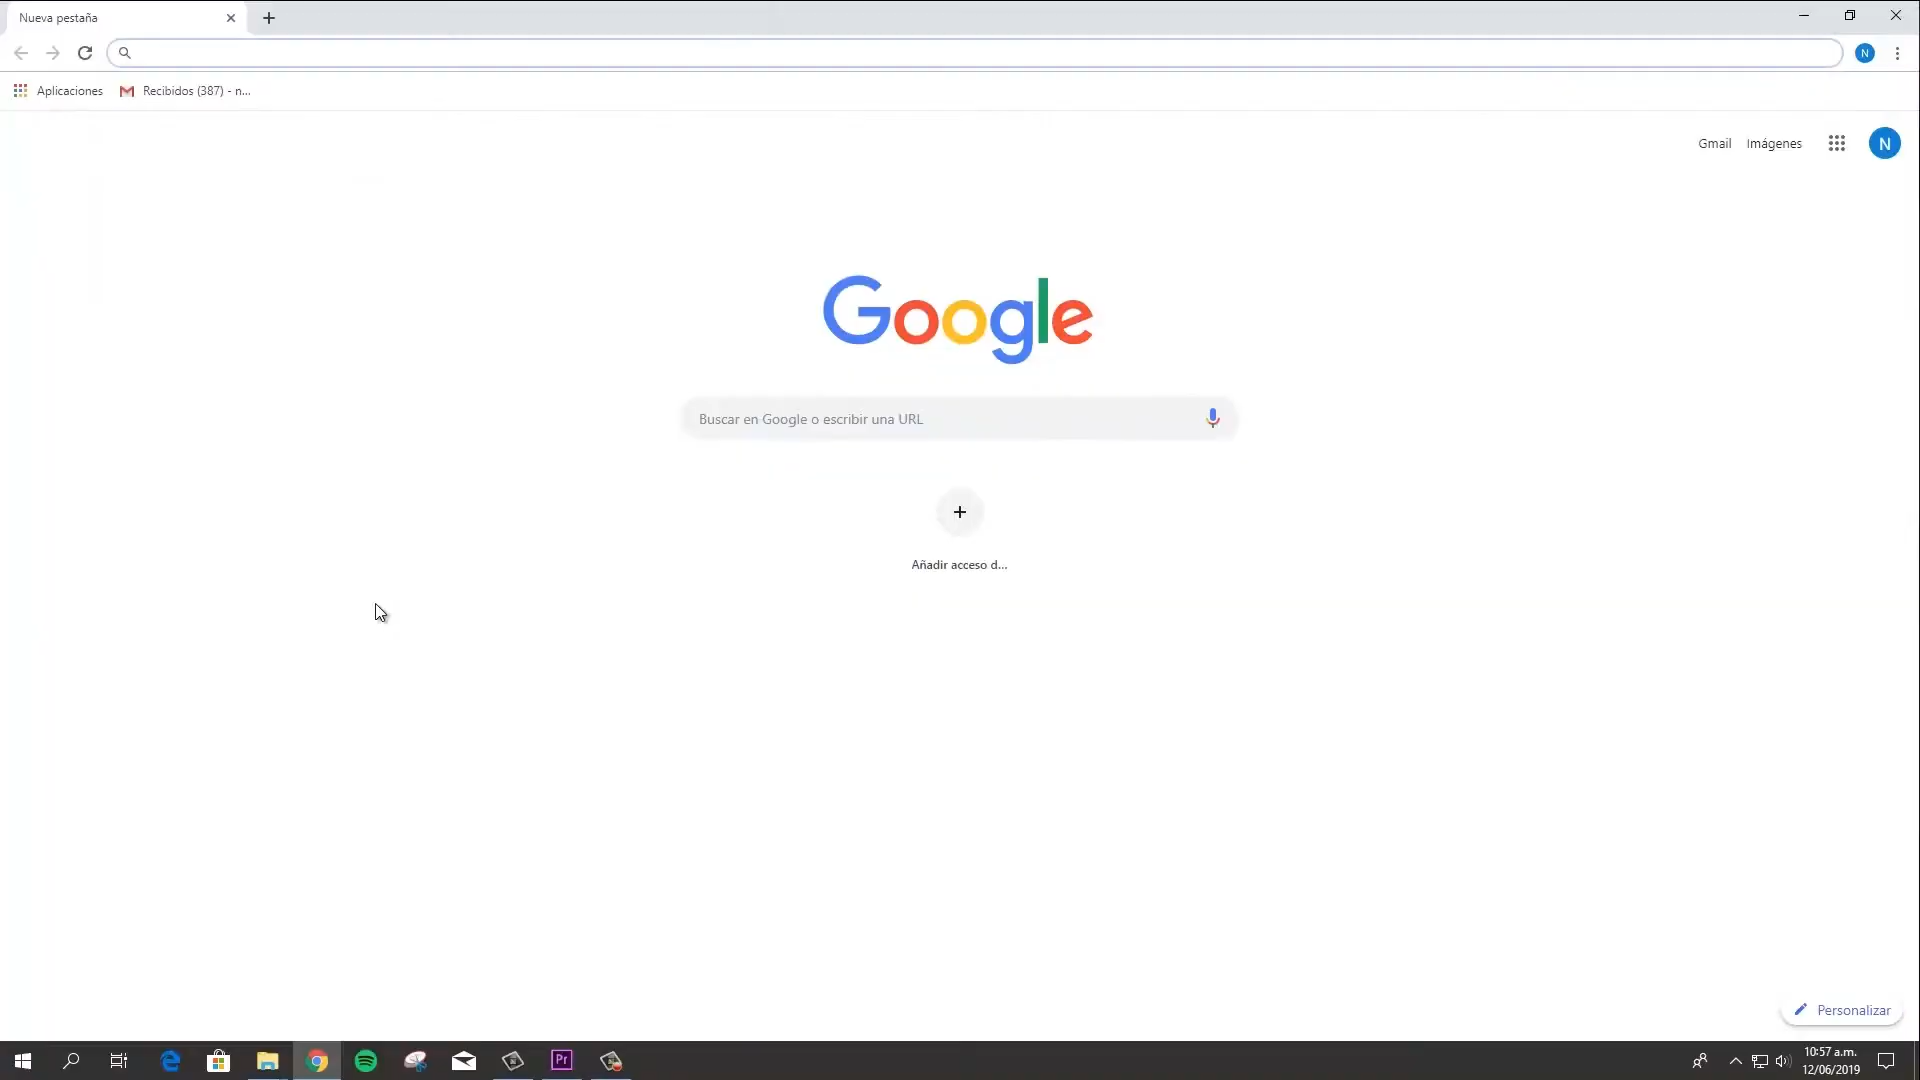 Nueva pestaña
N
Aplicaciones
Recibidos (387) - n...
Gmail
Imágenes
N
Google
Buscar en Google o escribir una URL
Añadir acceso d...
Personalizar
Pr
10:57 a.m.
12/06/2019